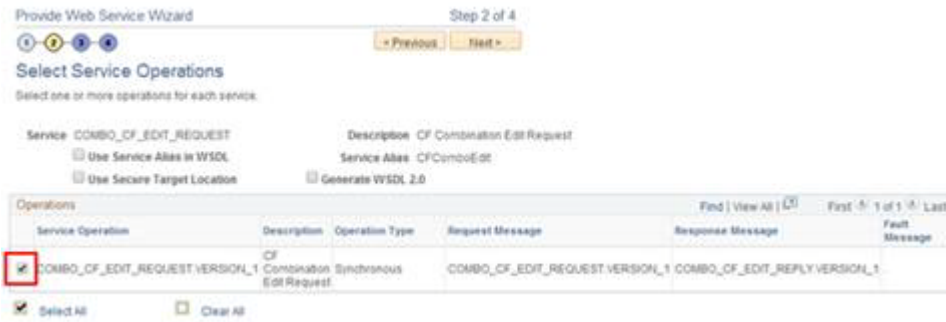 Provide Web Service Wizard Step 2 of 4
1 2 3 4 < Previous Next >
Select Service Operations
Select one or more operations for each service.
Service COMBO_CF_EDIT_REQUEST Description CF Combination Edit Request
Use Service Alias in WSDL Service Alias CFComboEdit
Use Secure Target Location Generate WSDL 2.0
Operations Find | View All | First 1 of 1 Last
Service Operation Description Operation Type Request Message Response Message Fault Message
COMBO_CF_EDIT_REQUEST.VERSION_1 CF Combination Edit Request Synchronous COMBO_CF_EDIT_REQUEST.VERSION_1 COMBO_CF_EDIT_REPLY.VERSION_1
Select All Clear All